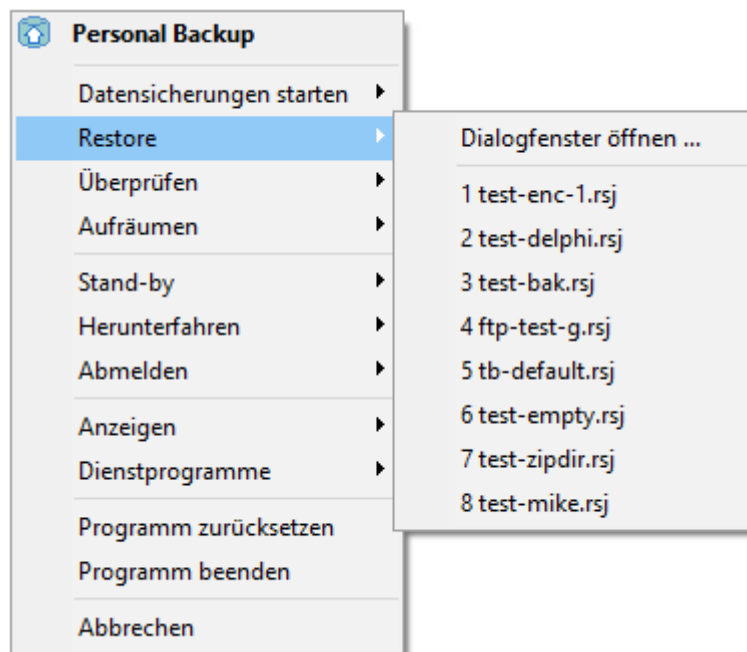 Personal Backup
Datensicherungen starten
Restore
Überprüfen
Aufräumen
Stand-by
Herunterfahren
Abmelden
Anzeigen
Dienstprogramme
Programm zurücksetzen
Programm beenden
Abbrechen
Dialogfenster öffnen ...
1 test-enc-1.rsj
2 test-delphi.rsj
3 test-bak.rsj
4 ftp-test-g.rsj
5 tb-default.rsj
6 test-empty.rsj
7 test-zipdir.rsj
8 test-mike.rsj